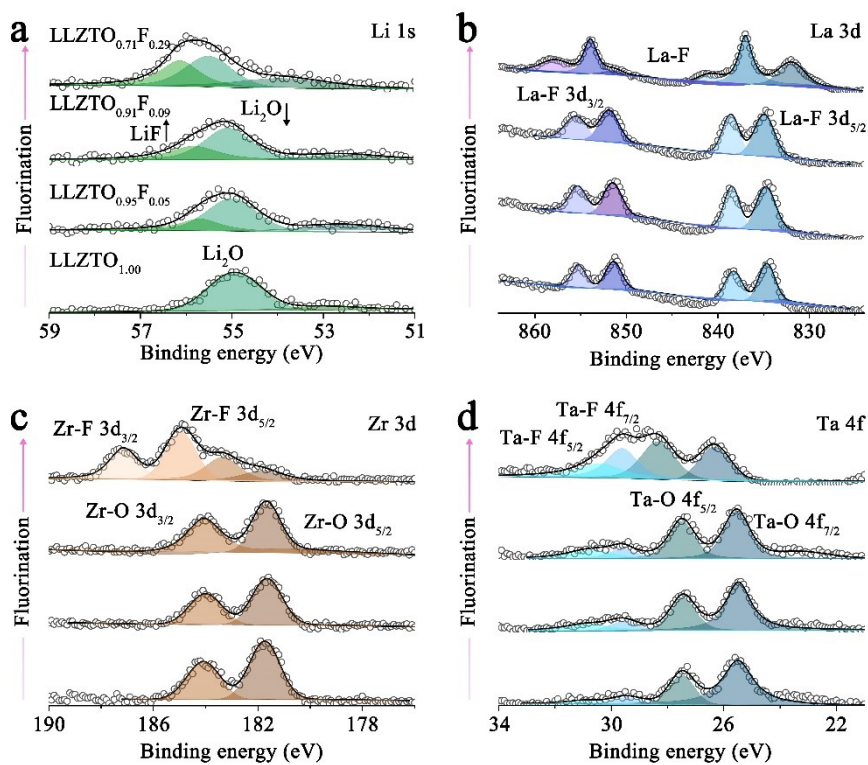 a
Li 1s
LLZTO₀.₇₁F₀.₂₉
LLZTO₀.₉₁F₀.₀₉
LiF↑
Li₂O↓
LLZTO₀.₉₅F₀.₀₅
LLZTO₁.₀₀
Li₂O
Fluorination
59 57 55 53 51
Binding energy (eV)
b
La 3d
La-F
La-F 3d₃/₂
La-F 3d₅/₂
Fluorination
860 850 840 830
Binding energy (eV)
c
Zr 3d
Zr-F 3d₃/₂
Zr-F 3d₅/₂
Zr-O 3d₃/₂
Zr-O 3d₅/₂
Fluorination
190 186 182 178
Binding energy (eV)
d
Ta 4f
Ta-F 4f₇/₂
Ta-F 4f₅/₂
Ta-O 4f₅/₂
Ta-O 4f₇/₂
Fluorination
34 30 26 22
Binding energy (eV)